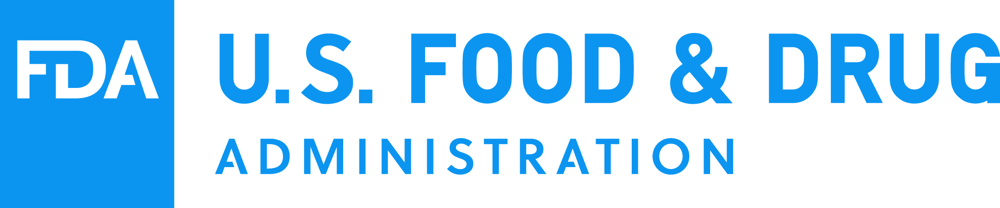 FDA
U.S. FOOD & DRUG
ADMINISTRATION